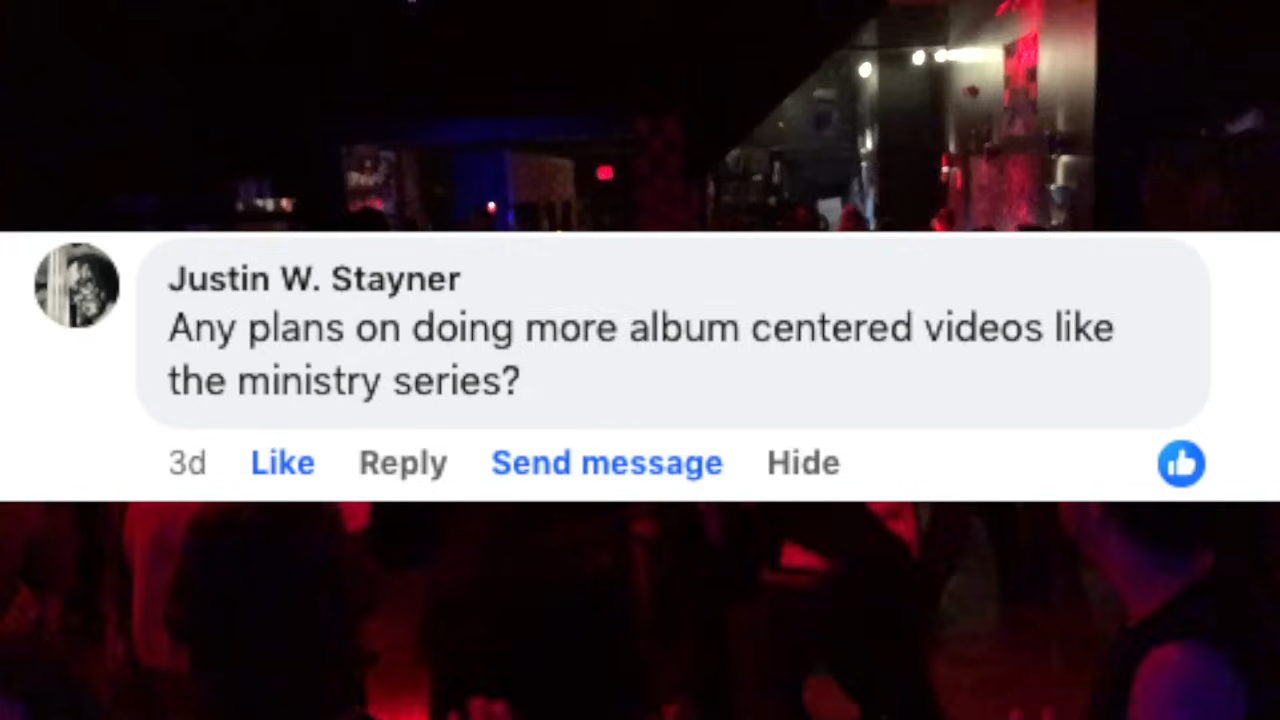 Justin W. Stayner
Any plans on doing more album centered videos like
the ministry series?
3d Like Reply Send message Hide